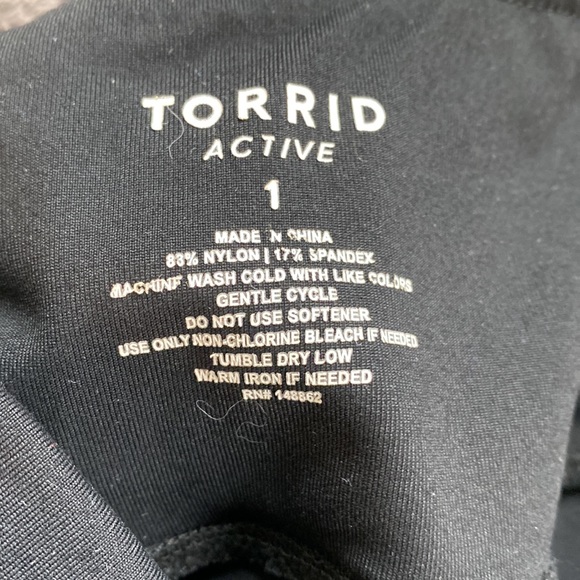 TORRID
ACTIVE
1
MADE IN CHINA
83% NYLON | 17% SPANDEX
MACHINE WASH COLD WITH LIKE COLORS
GENTLE CYCLE
DO NOT USE SOFTENER
USE ONLY NON-CHLORINE BLEACH IF NEEDED
TUMBLE DRY LOW
WARM IRON IF NEEDED
RN# 148862